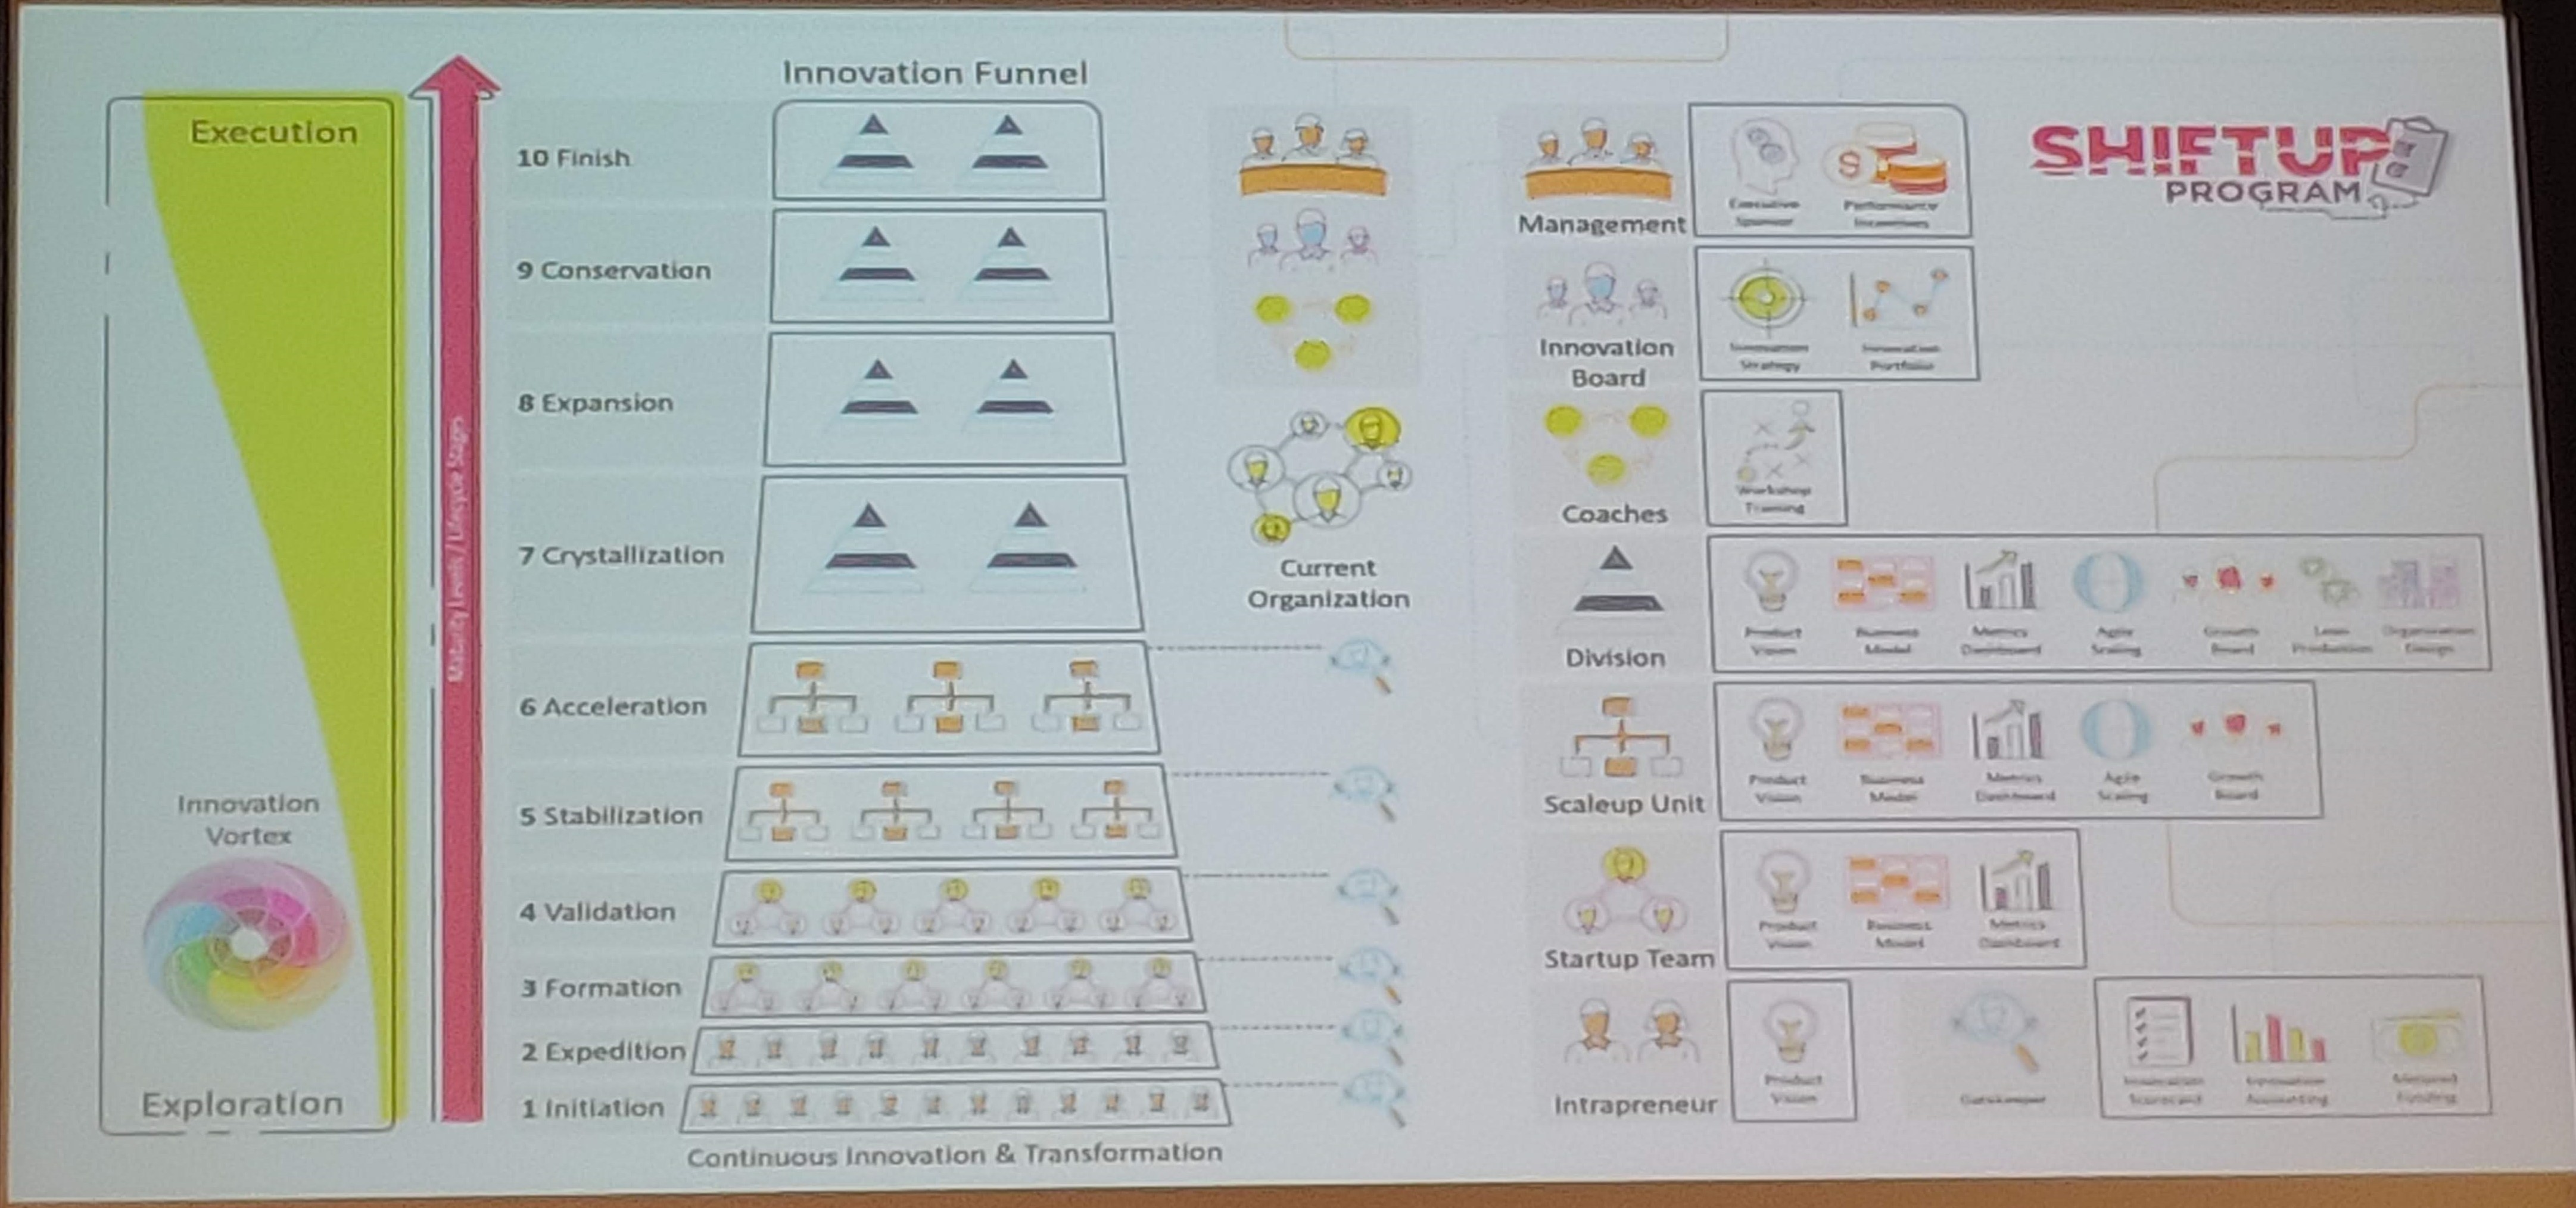 Innovation Funnel
Execution
10 Finish
9 Conservation
8 Expansion
7 Crystallization
6 Acceleration
5 Stabilization
4 Validation
3 Formation
2 Expedition
1 Initiation
Innovation
Vortex
Exploration
Maturity Levels / Lifecycle Stages
Continuous Innovation & Transformation
Current
Organization
SHIFTUP
PROGRAM
Management
Executive
Sponsor
Performance
Incentives
Innovation
Board
Innovation
Strategy
Innovation
Portfolio
Coaches
Workshop
Training
Division
Product
Vision
Business
Model
Metrics
Dashboard
Agile
Scaling
Growth
Board
Lean
Production
Organization
Design
Scaleup Unit
Product
Vision
Business
Model
Metrics
Dashboard
Agile
Scaling
Growth
Board
Startup Team
Product
Vision
Business
Model
Metrics
Dashboard
Intrapreneur
Product
Vision
Gatekeeper
Innovation
Scorecard
Innovation
Accounting
Metered
Funding